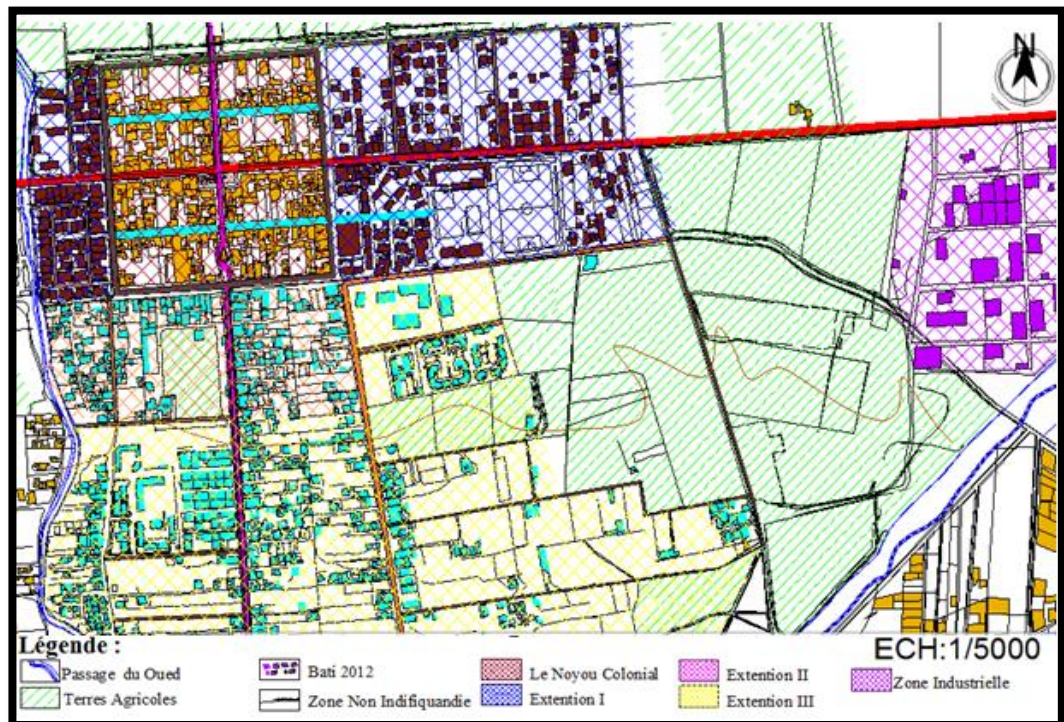 N
Légende :
ECH:1/5000
Passage du Oued
Bati 2012
Le Noyou Colonial
Extention II
Zone Industrielle
Terres Agricoles
Zone Non Indifiquandie
Extention I
Extention III